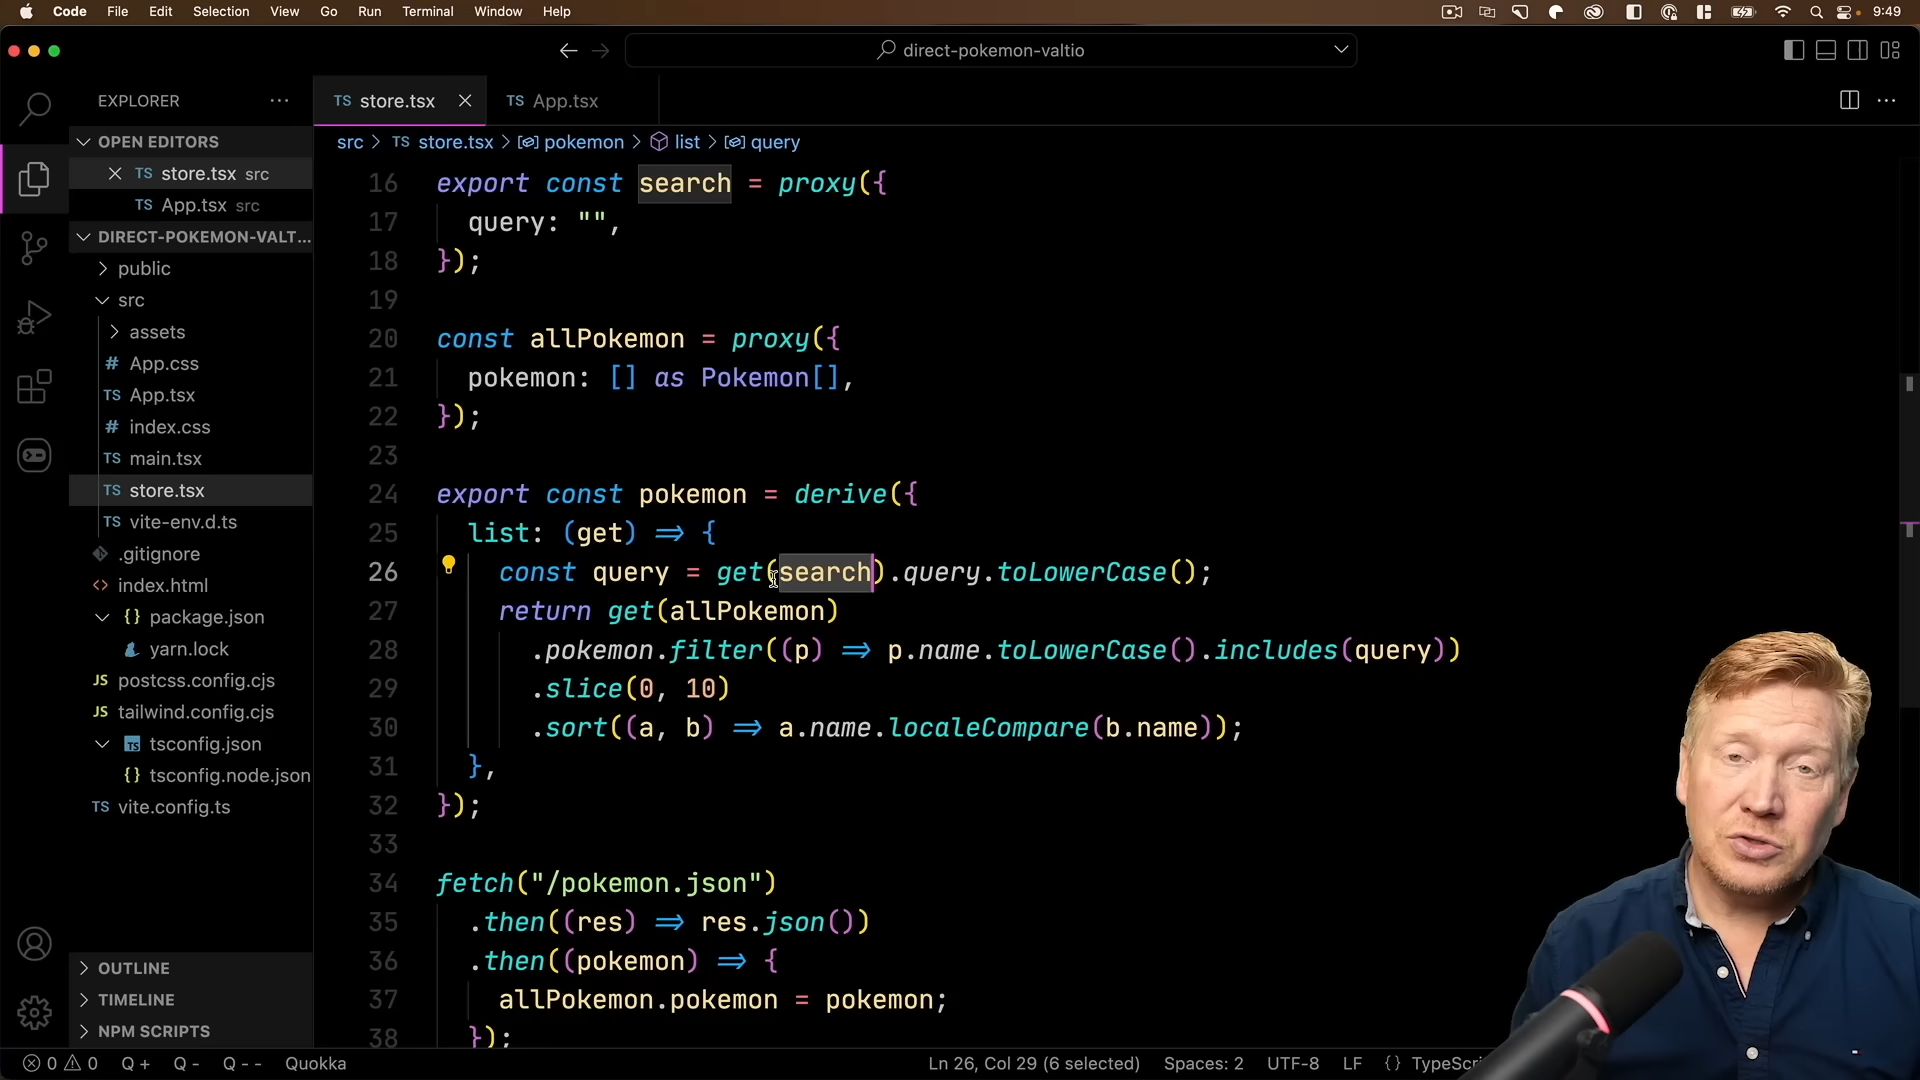 Code File Edit Selection View Go Run Terminal Window Help 9:49
direct-pokemon-valtio
EXPLORER
TS store.tsx
TS App.tsx
OPEN EDITORS
TS store.tsx src
TS App.tsx src
DIRECT-POKEMON-VALT...
public
src
assets
# App.css
TS App.tsx
# index.css
TS main.tsx
TS store.tsx
TS vite-env.d.ts
.gitignore
<> index.html
{} package.json
yarn.lock
JS postcss.config.cjs
JS tailwind.config.cjs
TS tsconfig.json
{} tsconfig.node.json
TS vite.config.ts
OUTLINE
TIMELINE
NPM SCRIPTS
src > TS store.tsx > pokemon > list > query
16 export const search = proxy({
17 query: "",
18 });
19
20 const allPokemon = proxy({
21 pokemon: [] as Pokemon[],
22 });
23
24 export const pokemon = derive({
25 list: (get) => {
26 const query = get(search).query.toLowerCase();
27 return get(allPokemon)
28 .pokemon.filter((p) => p.name.toLowerCase().includes(query))
29 .slice(0, 10)
30 .sort((a, b) => a.name.localeCompare(b.name));
31 },
32 });
33
34 fetch("/pokemon.json")
35 .then((res) => res.json())
36 .then((pokemon) => {
37 allPokemon.pokemon = pokemon;
38 });
0 0 Q + Q - Q - - Quokka Ln 26, Col 29 (6 selected) Spaces: 2 UTF-8 LF {} TypeScri